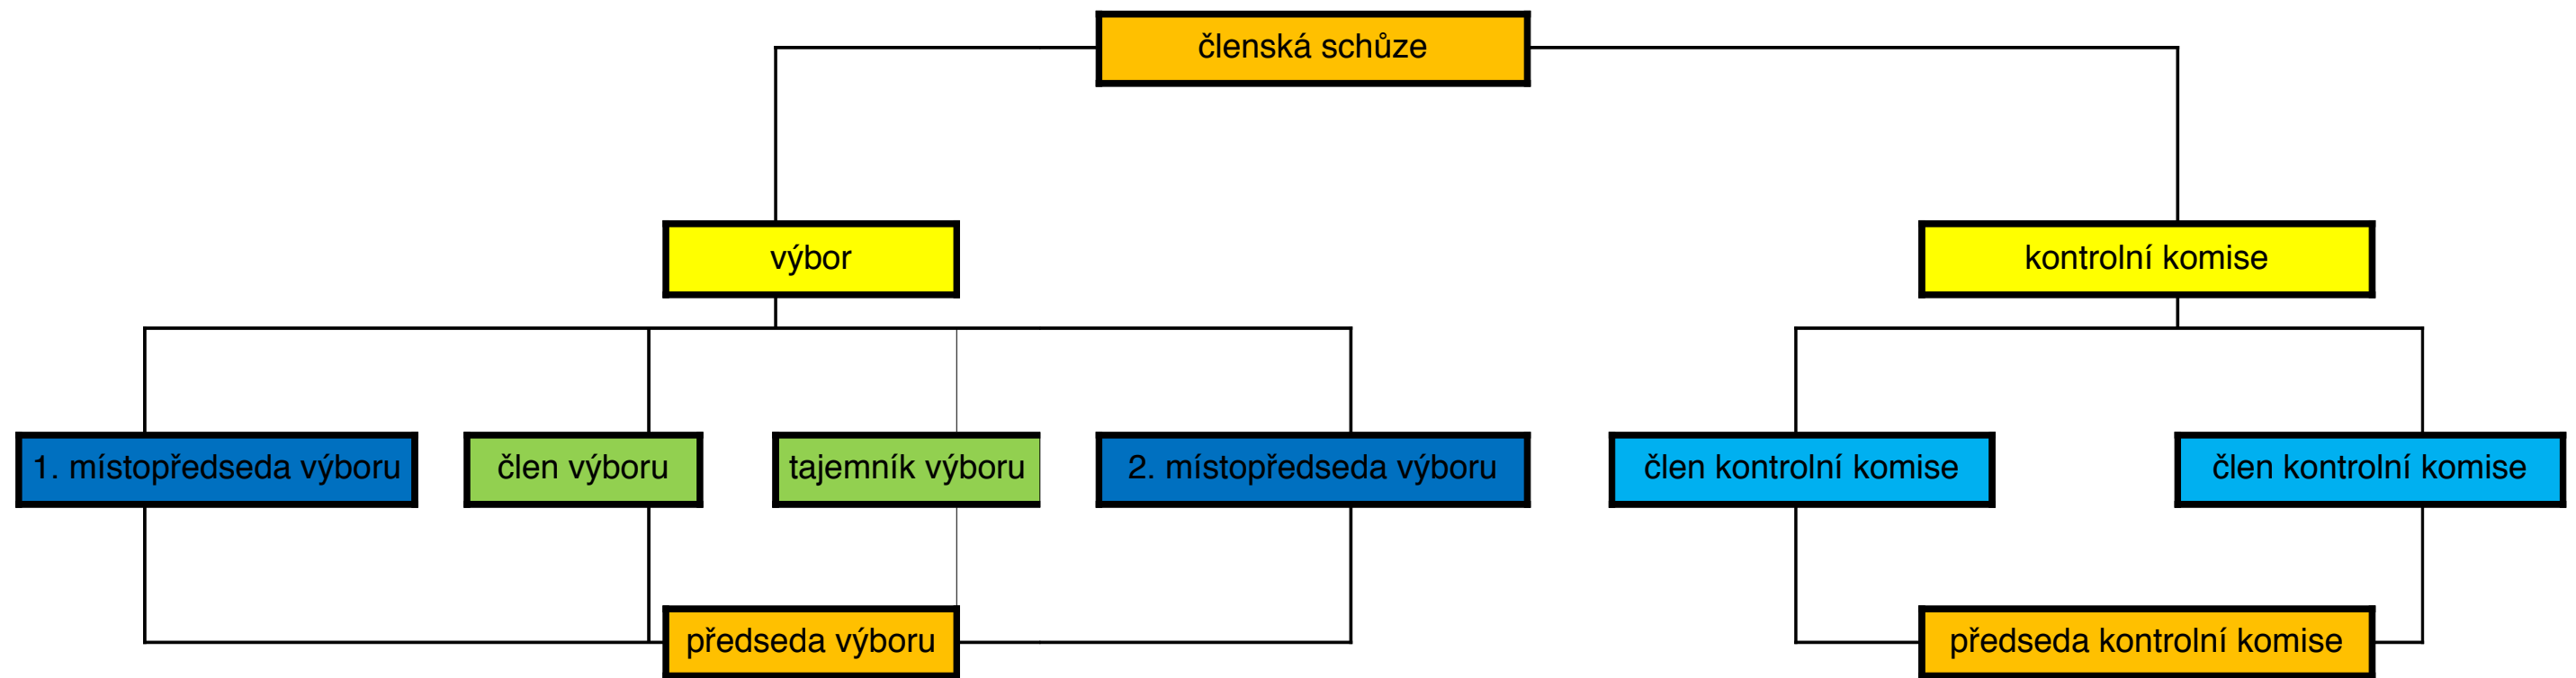 členská schůze
výbor
kontrolní komise
1. místopředseda výboru
člen výboru
tajemník výboru
2. místopředseda výboru
člen kontrolní komise
člen kontrolní komise
předseda výboru
předseda kontrolní komise